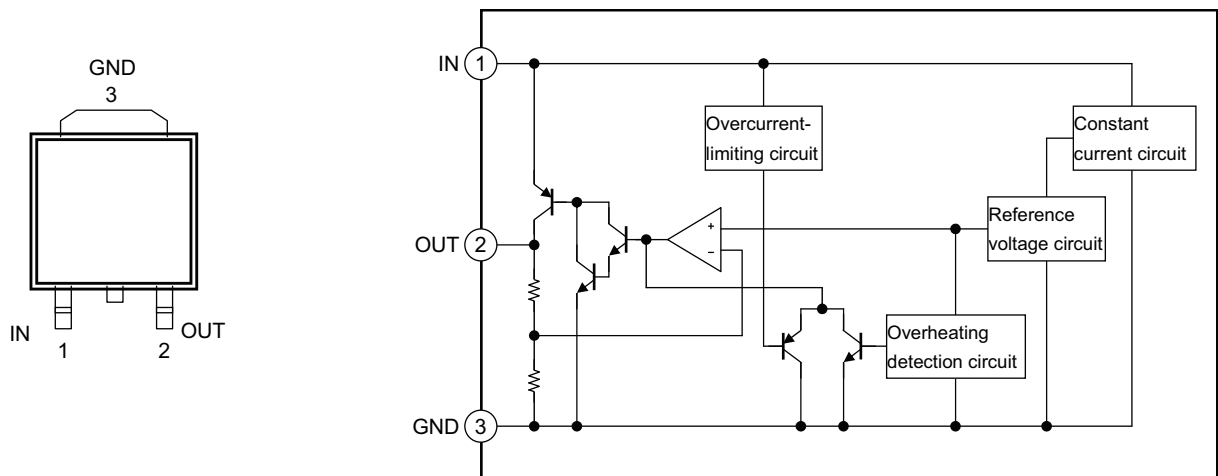 GND
3
IN
1
2
OUT
IN 1
Overcurrent-
limiting circuit
Constant
current circuit
Reference
voltage circuit
OUT 2
+
−
Overheating
detection circuit
GND 3